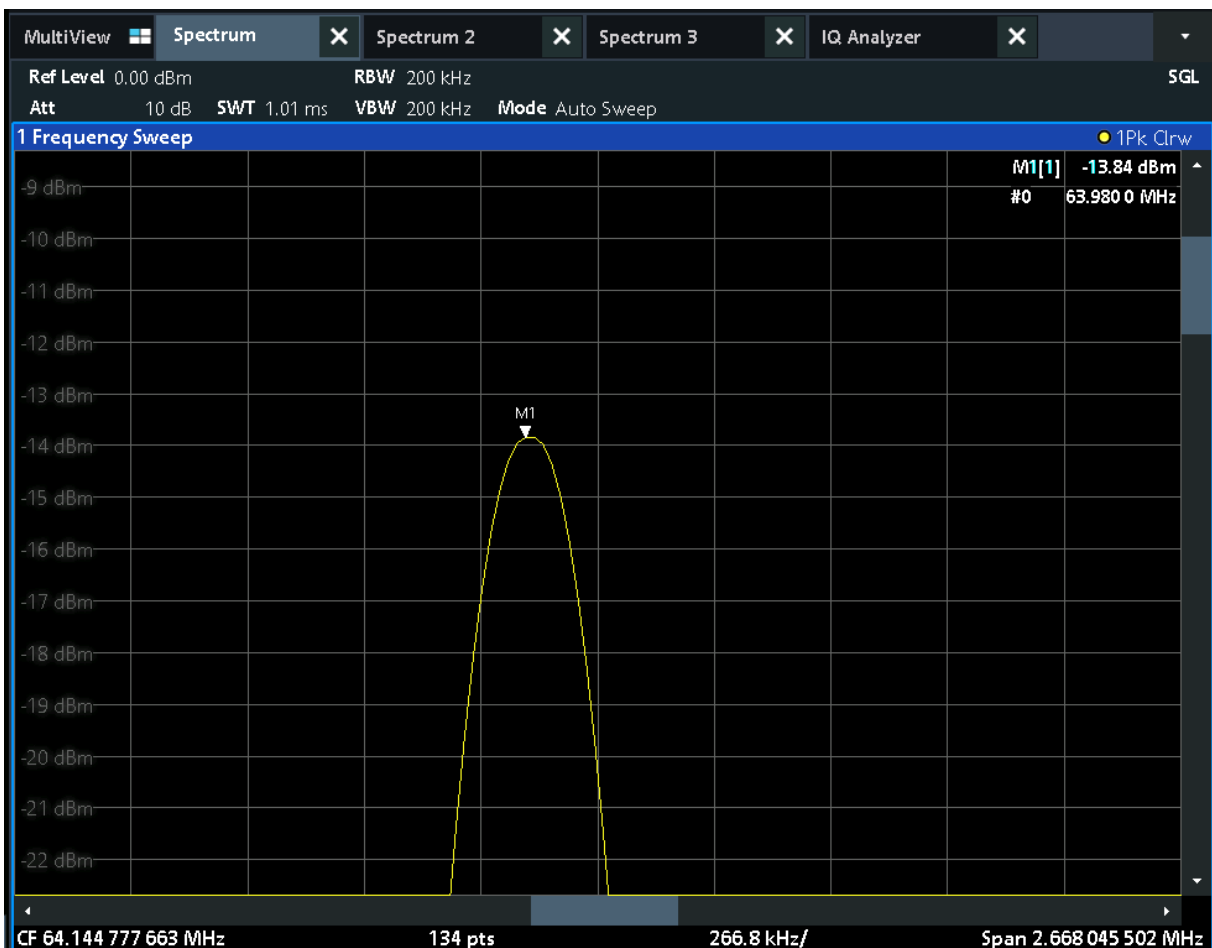 MultiView Spectrum Spectrum 2 Spectrum 3 IQ Analyzer
Ref Level 0.00 dBm RBW 200 kHz SGL
Att 10 dB SWT 1.01 ms VBW 200 kHz Mode Auto Sweep
1 Frequency Sweep 1Pk Clrw
M1[1] -13.84 dBm
-9 dBm
#0 63.980 0 MHz
-10 dBm
-11 dBm
-12 dBm
-13 dBm
M1
-14 dBm
-15 dBm
-16 dBm
-17 dBm
-18 dBm
-19 dBm
-20 dBm
-21 dBm
-22 dBm
CF 64.144 777 663 MHz 134 pts 266.8 kHz/ Span 2.668 045 502 MHz